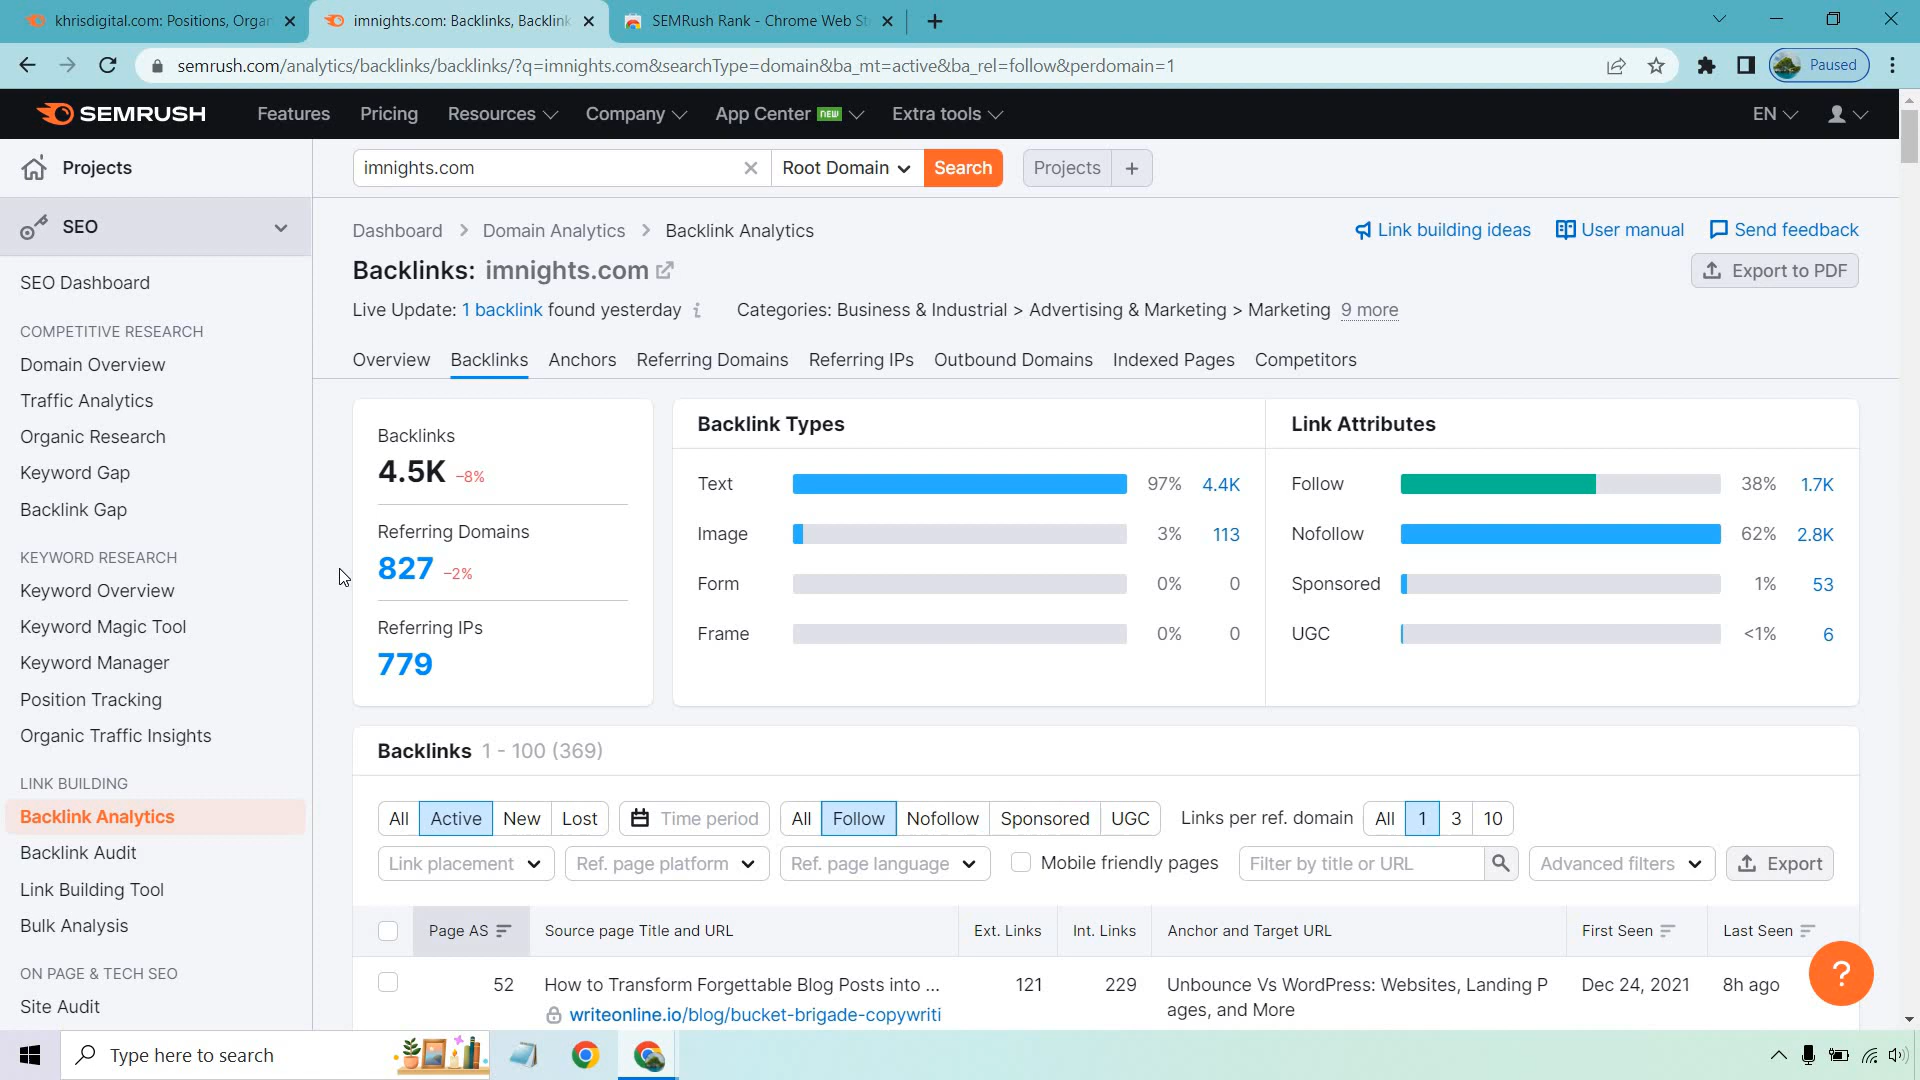 khrisdigital.com: Positions, Organ
imnights.com: Backlinks, Backlink
SEMRush Rank - Chrome Web St
semrush.com/analytics/backlinks/backlinks/?q=imnights.com&searchType=domain&ba_mt=active&ba_rel=follow&perdomain=1
Paused
SEMRUSH
Features
Pricing
Resources
Company
App Center NEW
Extra tools
EN
Projects
imnights.com
Root Domain
Search
Projects
+
SEO
Dashboard > Domain Analytics > Backlink Analytics
Link building ideas
User manual
Send feedback
Backlinks: imnights.com
Export to PDF
Live Update: 1 backlink found yesterday
Categories: Business & Industrial > Advertising & Marketing > Marketing 9 more
Overview
Backlinks
Anchors
Referring Domains
Referring IPs
Outbound Domains
Indexed Pages
Competitors
SEO Dashboard
COMPETITIVE RESEARCH
Domain Overview
Traffic Analytics
Organic Research
Keyword Gap
Backlink Gap
KEYWORD RESEARCH
Keyword Overview
Keyword Magic Tool
Keyword Manager
Position Tracking
Organic Traffic Insights
LINK BUILDING
Backlink Analytics
Backlink Audit
Link Building Tool
Bulk Analysis
ON PAGE & TECH SEO
Site Audit
Backlinks
4.5K -8%
Referring Domains
827 -2%
Referring IPs
779
Backlink Types
Text 97% 4.4K
Image 3% 113
Form 0% 0
Frame 0% 0
Link Attributes
Follow 38% 1.7K
Nofollow 62% 2.8K
Sponsored 1% 53
UGC <1% 6
Backlinks 1 - 100 (369)
All Active New Lost
Time period
All Follow Nofollow Sponsored UGC
Links per ref. domain All 1 3 10
Link placement
Ref. page platform
Ref. page language
Mobile friendly pages
Filter by title or URL
Advanced filters
Export
Page AS
Source page Title and URL
Ext. Links
Int. Links
Anchor and Target URL
First Seen
Last Seen
52
How to Transform Forgettable Blog Posts into ...
writeonline.io/blog/bucket-brigade-copywriti
121
229
Unbounce Vs WordPress: Websites, Landing P
ages, and More
Dec 24, 2021
8h ago
?
Type here to search